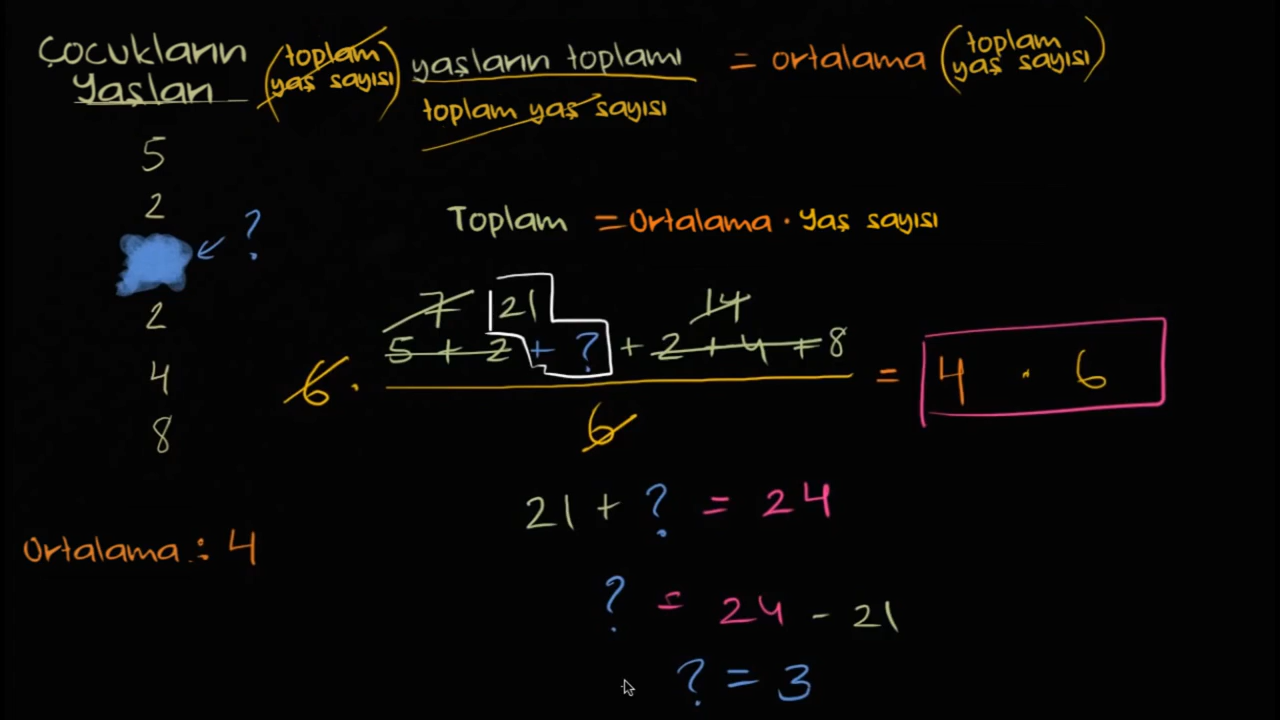 Çocukların
Yaşları
(toplam yaş sayısı) yaşların toplamı = ortalama (toplam yaş sayısı)
toplam yaş sayısı
5
2
?
2
4
8
Toplam = Ortalama · Yaş sayısı
7 21 14
6 · 5 + 2 + ? + 2 + 4 + 8 = 4 · 6
6
21 + ? = 24
Ortalama : 4
? = 24 - 21
? = 3